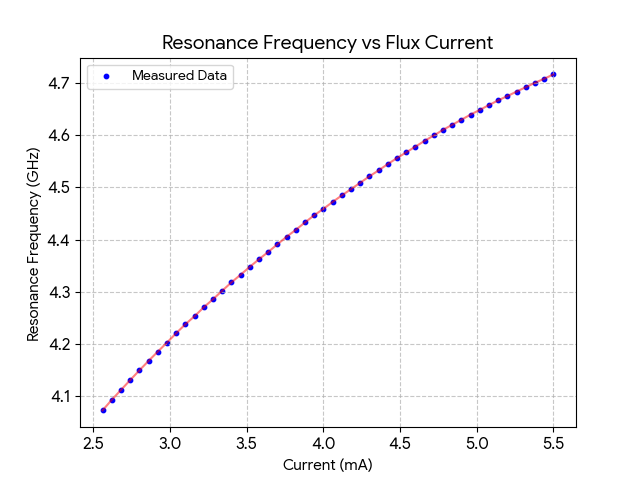 Resonance Frequency vs Flux Current
Measured Data
4.7
4.6
4.5
4.4
4.3
4.2
4.1
Resonance Frequency (GHz)
2.5 3.0 3.5 4.0 4.5 5.0 5.5
Current (mA)